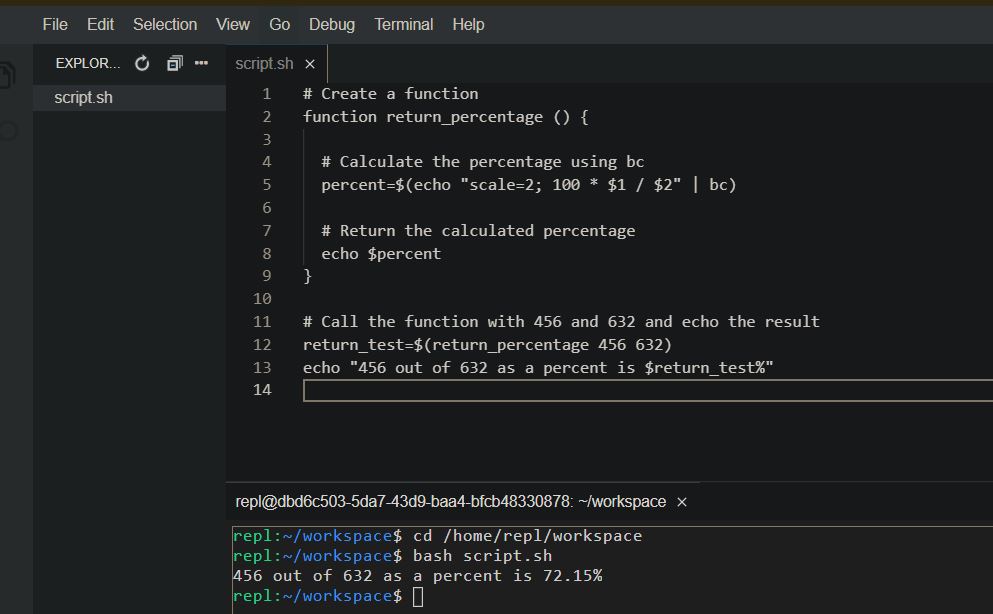 File Edit Selection View Go Debug Terminal Help
EXPLOR... script.sh ×
script.sh
1 # Create a function
2 function return_percentage () {
3
4 # Calculate the percentage using bc
5 percent=$(echo "scale=2; 100 * $1 / $2" | bc)
6
7 # Return the calculated percentage
8 echo $percent
9 }
10
11 # Call the function with 456 and 632 and echo the result
12 return_test=$(return_percentage 456 632)
13 echo "456 out of 632 as a percent is $return_test%"
14
repl@dbd6c503-5da7-43d9-baa4-bfcb48330878: ~/workspace ×
repl:~/workspace$ cd /home/repl/workspace
repl:~/workspace$ bash script.sh
456 out of 632 as a percent is 72.15%
repl:~/workspace$